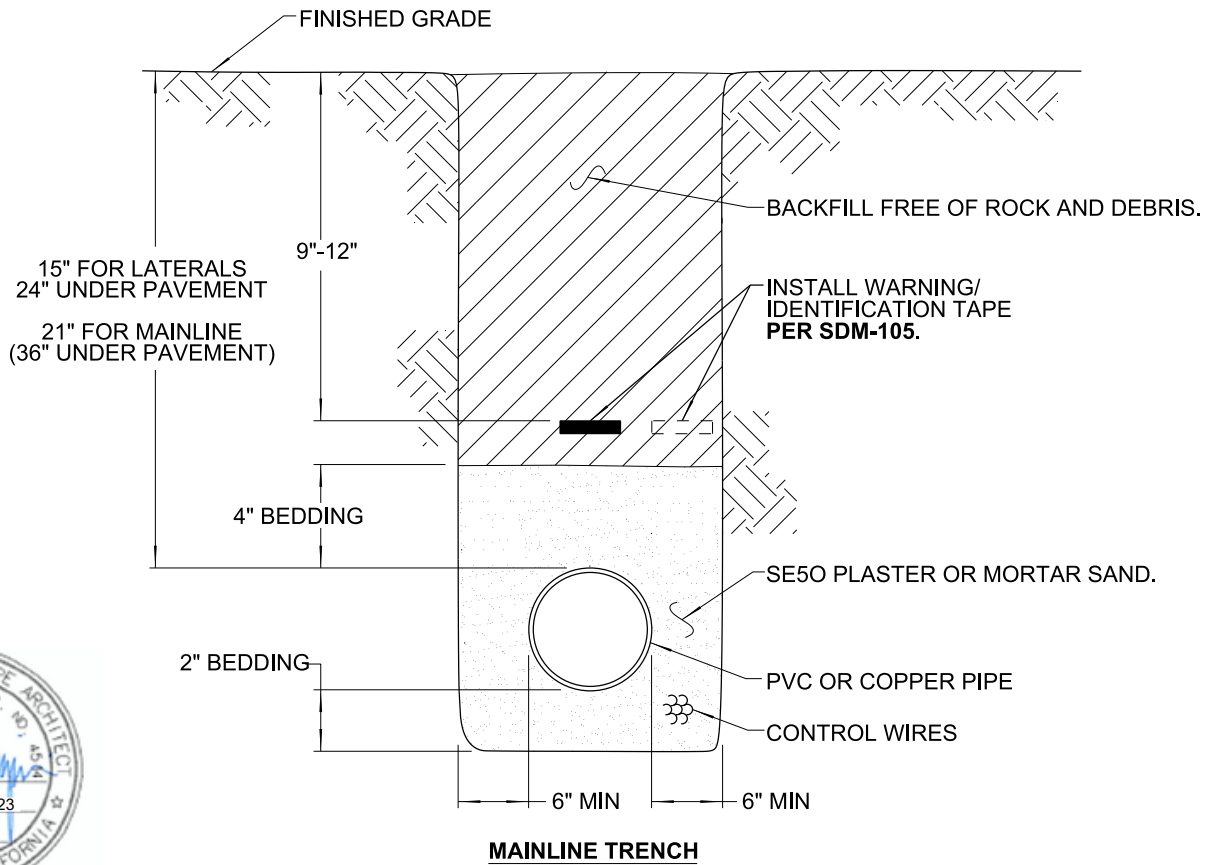 FINISHED GRADE
BACKFILL FREE OF ROCK AND DEBRIS.
9"-12"
15" FOR LATERALS
24" UNDER PAVEMENT
21" FOR MAINLINE
(36" UNDER PAVEMENT)
INSTALL WARNING/
IDENTIFICATION TAPE
PER SDM-105.
4" BEDDING
SE5O PLASTER OR MORTAR SAND.
2" BEDDING
PVC OR COPPER PIPE
CONTROL WIRES
6" MIN
6" MIN
MAINLINE TRENCH
ARCHITECT
23